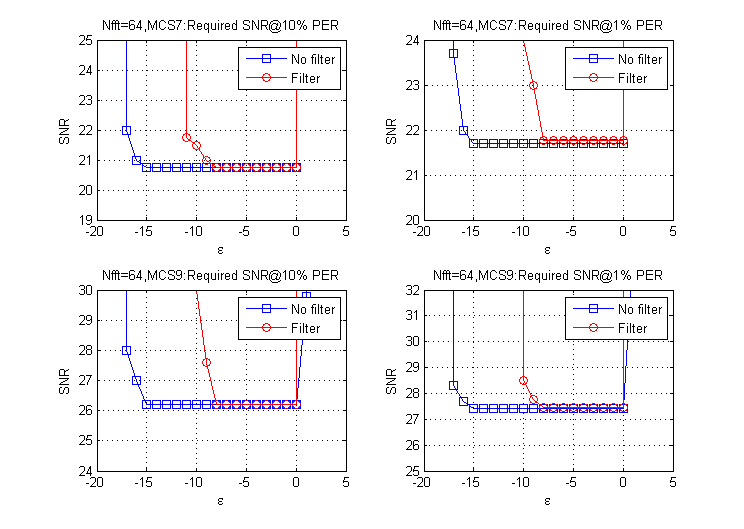 Nfft=64,MCS7:Required SNR@10% PER
25
24
23
22
21
20
19
SNR
-20
-15
-10
-5
0
5
ε
No filter
Filter
Nfft=64,MCS7:Required SNR@1% PER
24
23
22
21
20
SNR
-20
-15
-10
-5
0
5
ε
No filter
Filter
Nfft=64,MCS9:Required SNR@10% PER
30
29
28
27
26
25
24
SNR
-20
-15
-10
-5
0
5
ε
No filter
Filter
Nfft=64,MCS9:Required SNR@1% PER
32
31
30
29
28
27
26
25
SNR
-20
-15
-10
-5
0
5
ε
No filter
Filter